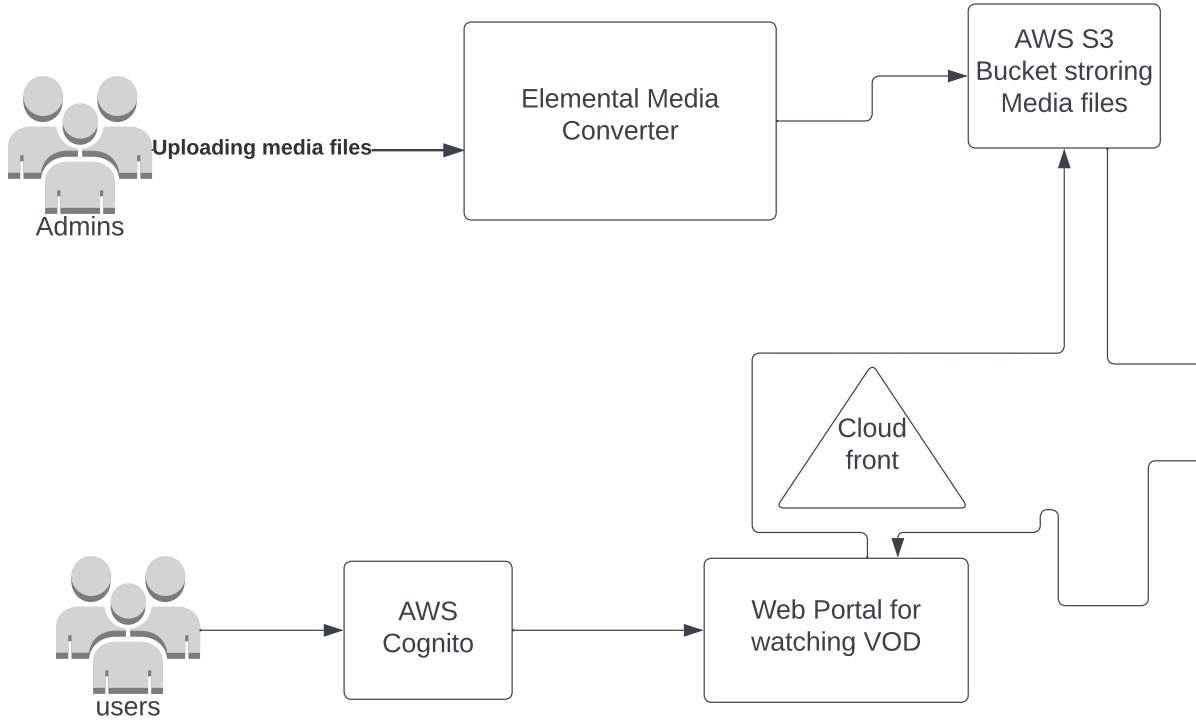 AWS S3
Bucket stroring
Media files
Elemental Media
Converter
Uploading media files
Admins
Cloud
front
AWS
Cognito
Web Portal for
watching VOD
users